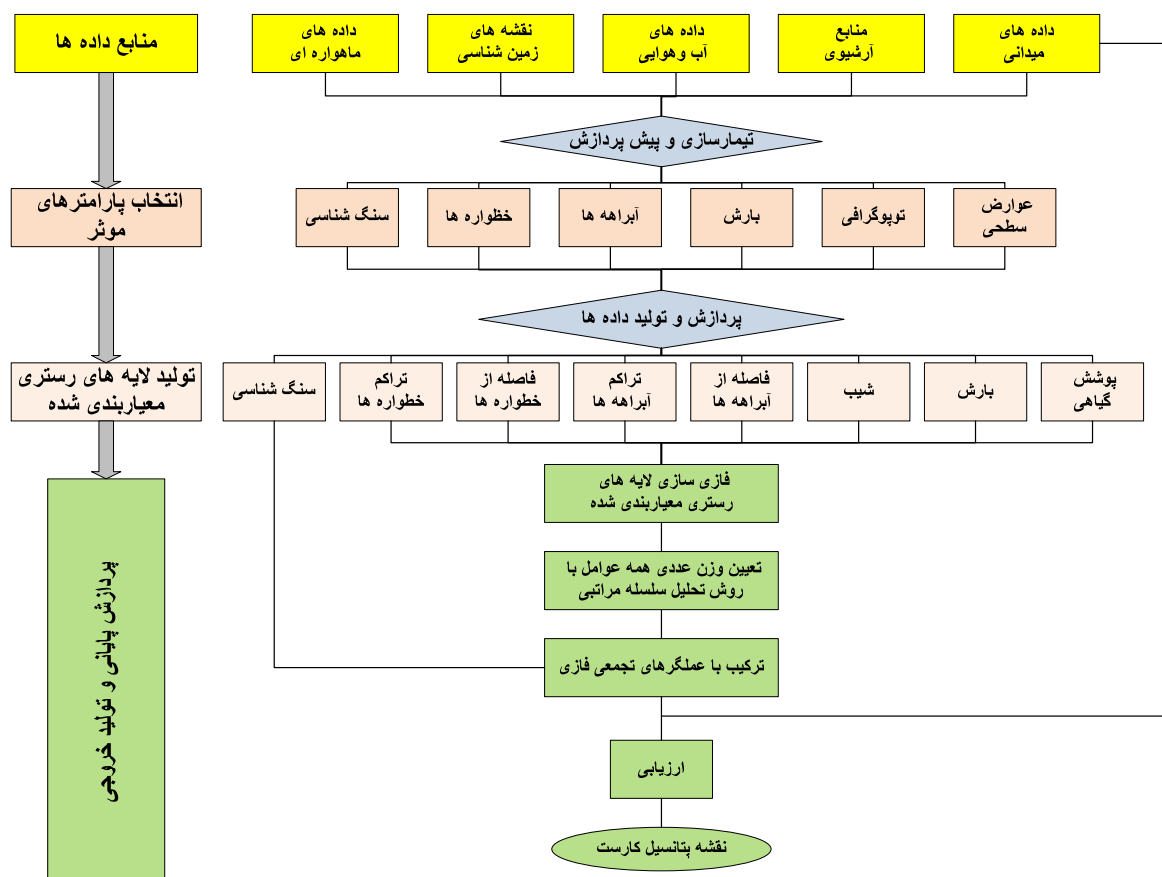 منابع داده ها
داده های
ماهواره ای
نقشه های
زمین شناسی
داده های
آب وهوایی
منابع
آرشیوی
داده های
میدانی
تیمارسازی و پیش پردازش
انتخاب پارامترهای
موثر
سنگ شناسی
خظواره ها
آبراهه ها
بارش
توپوگرافی
عوارض
سطحی
پردازش و تولید داده ها
تولید لایه های رستری
معیاربندی شده
سنگ شناسی
تراکم
خطواره ها
فاصله از
خطواره ها
تراکم
آبراهه ها
فاصله از
آبراهه ها
شیب
بارش
پوشش
گیاهی
پردازش پایانی و تولید خروجی
فازی سازی لایه های
رستری معیاربندی شده
تعیین وزن عددی همه عوامل با
روش تحلیل سلسله مراتبی
ترکیب با عملگرهای تجمعی فازی
ارزیابی
نقشه پتانسیل کارست